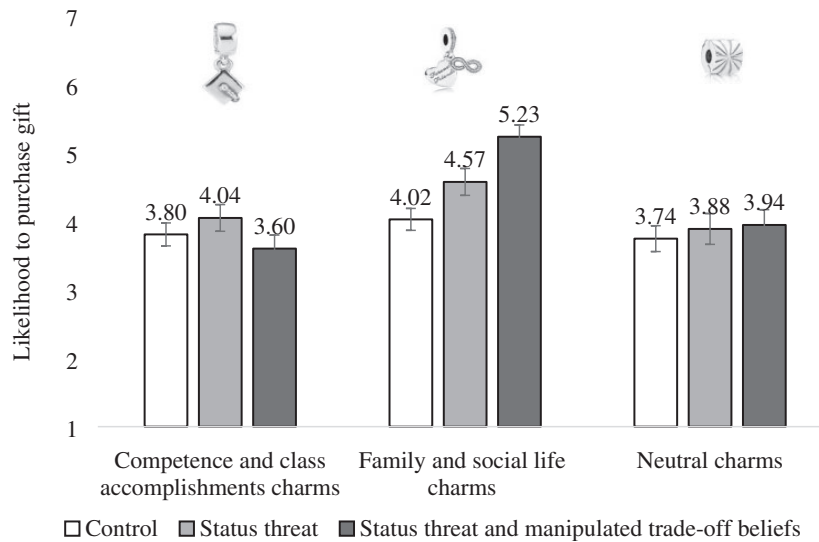 7
6
5
4
3
2
1
Likelihood to purchase gift
3.80
4.04
3.60
4.02
4.57
5.23
3.74
3.88
3.94
Competence and class
accomplishments charms
Family and social life
charms
Neutral charms
Control
Status threat
Status threat and manipulated trade-off beliefs